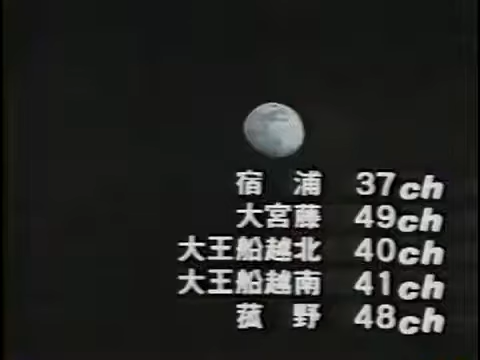 宿 浦 37ch
大宮藤 49ch
大王船越北 40ch
大王船越南 41ch
菰 野 48ch